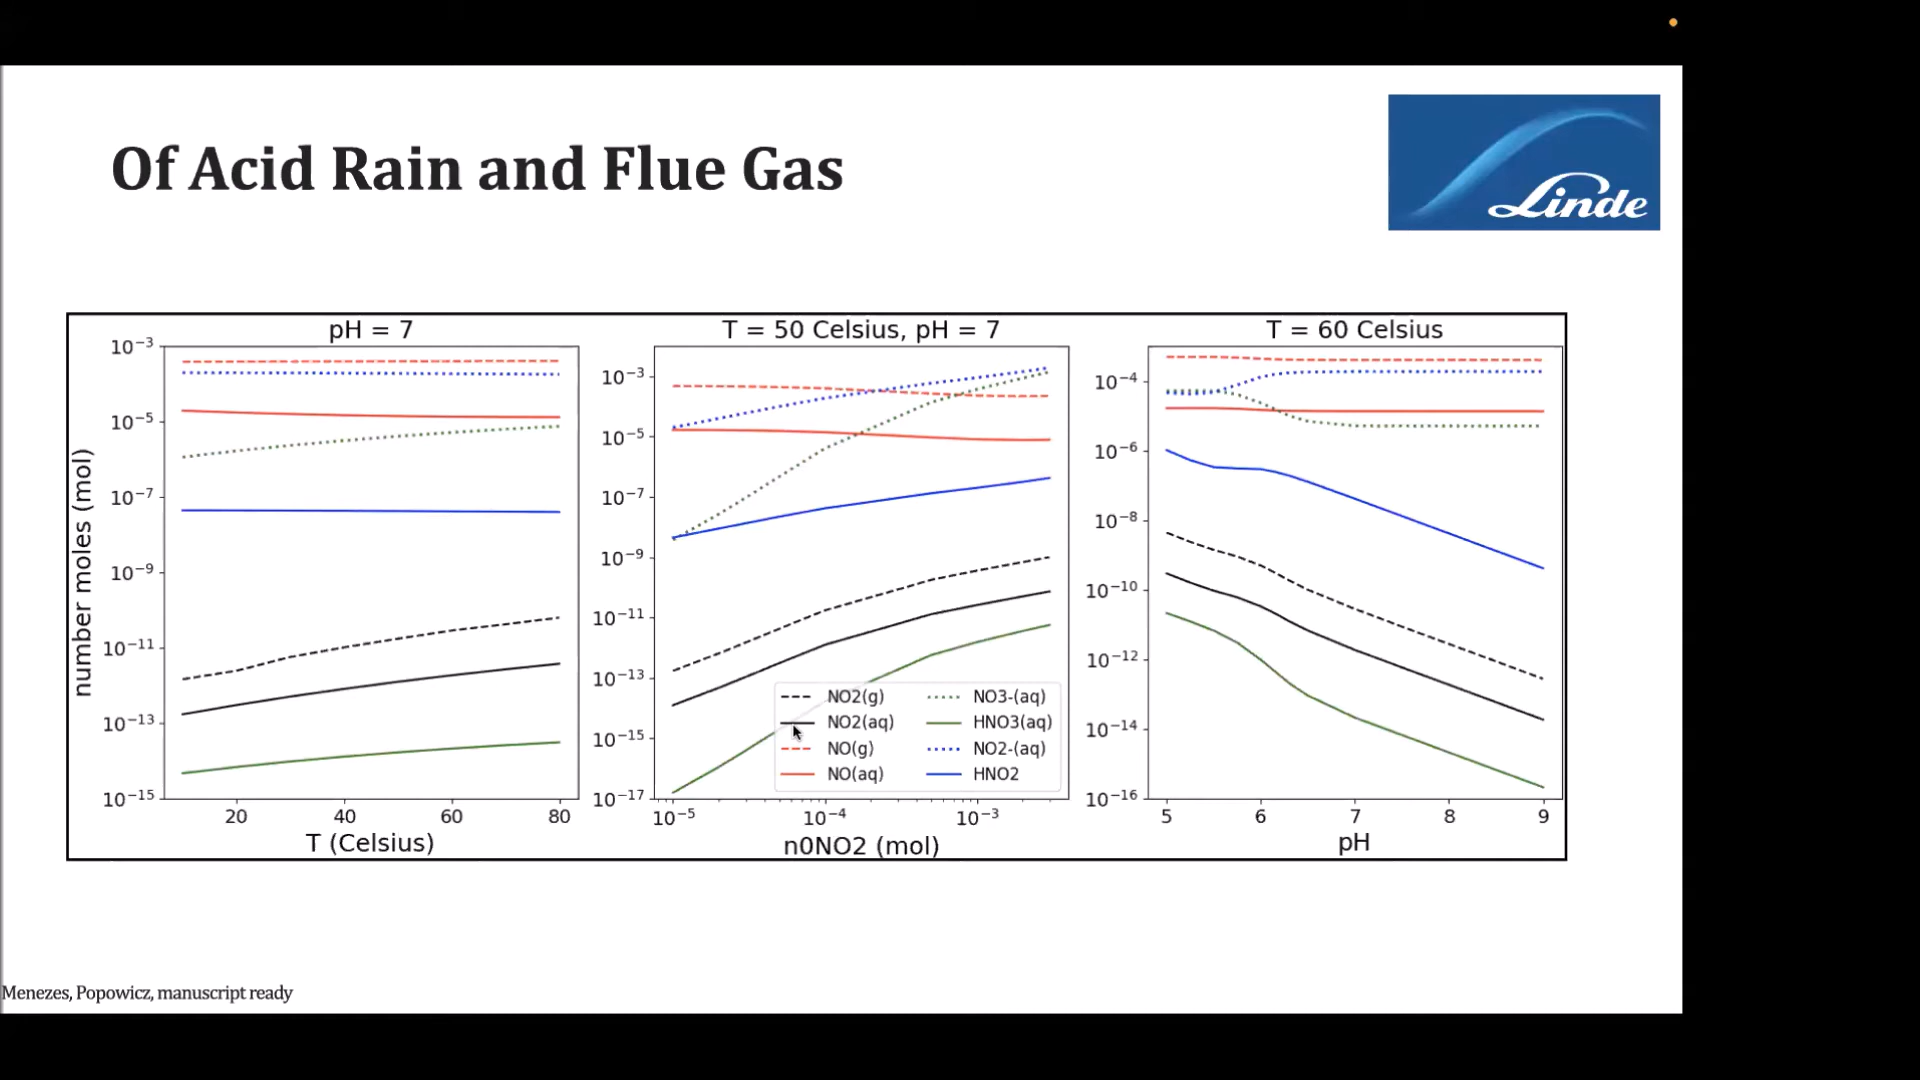 Of Acid Rain and Flue Gas
Linde
pH = 7
T = 50 Celsius, pH = 7
T = 60 Celsius
number moles (mol)
10⁻³
10⁻⁵
10⁻⁷
10⁻⁹
10⁻¹¹
10⁻¹³
10⁻¹⁵
20 40 60 80
T (Celsius)
10⁻³
10⁻⁵
10⁻⁷
10⁻⁹
10⁻¹¹
10⁻¹³
10⁻¹⁵
10⁻¹⁷
NO2(g) NO3-(aq)
NO2(aq) HNO3(aq)
NO(g) NO2-(aq)
NO(aq) HNO2
10⁻⁵ 10⁻⁴ 10⁻³
n0NO2 (mol)
10⁻⁴
10⁻⁶
10⁻⁸
10⁻¹⁰
10⁻¹²
10⁻¹⁴
10⁻¹⁶
5 6 7 8 9
pH
Menezes, Popowicz, manuscript ready